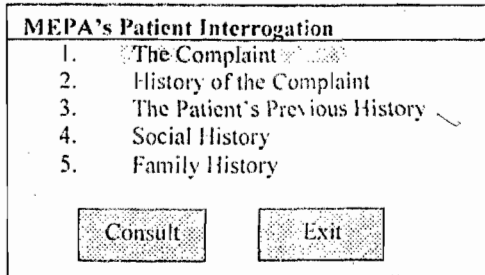 MEPA's Patient Interrogation
1. The Complaint
2. History of the Complaint
3. The Patient's Previous History
4. Social History
5. Family History
Consult Exit